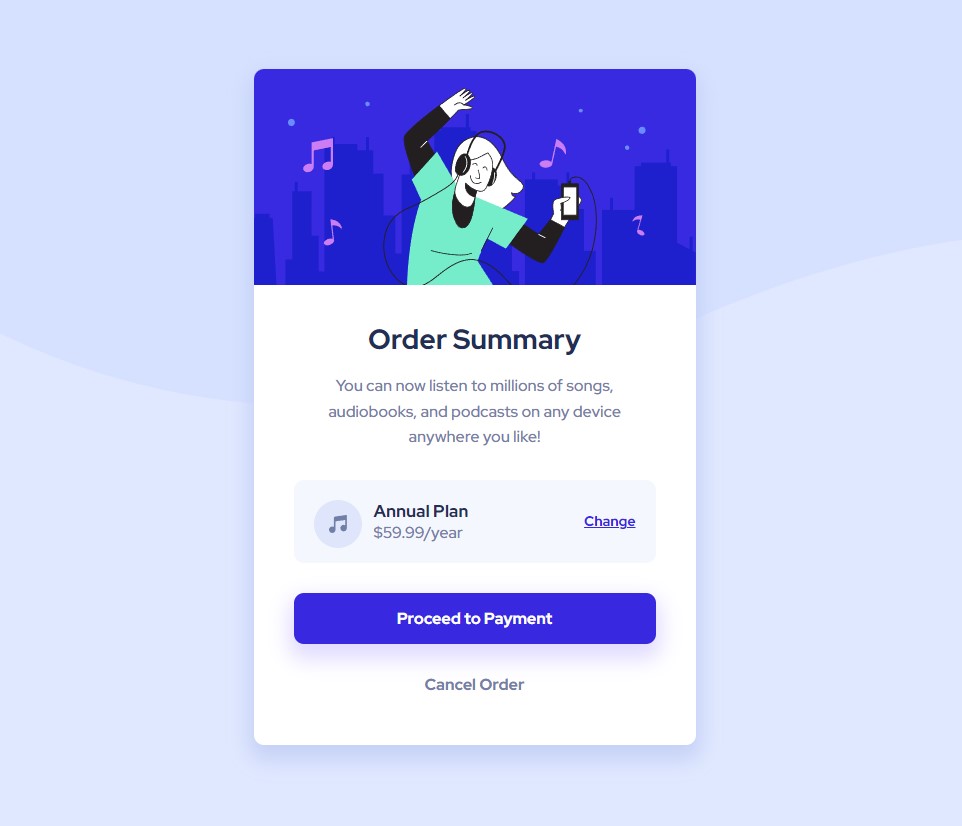 Order Summary
You can now listen to millions of songs,
audiobooks, and podcasts on any device
anywhere you like!
Annual Plan
$59.99/year
Change
Proceed to Payment
Cancel Order